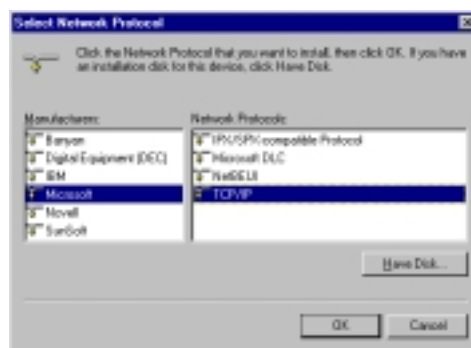 Select Network Protocol
Click the Network Protocol that you want to install, then click OK. If you have
an installation disk for this device, click Have Disk.
Manufacturers:
Banyan
Digital Equipment (DEC)
IBM
Microsoft
Novell
SunSoft
Network Protocols:
IPX/SPX-compatible Protocol
Microsoft DLC
NetBEUI
TCP/IP
Have Disk...
OK
Cancel